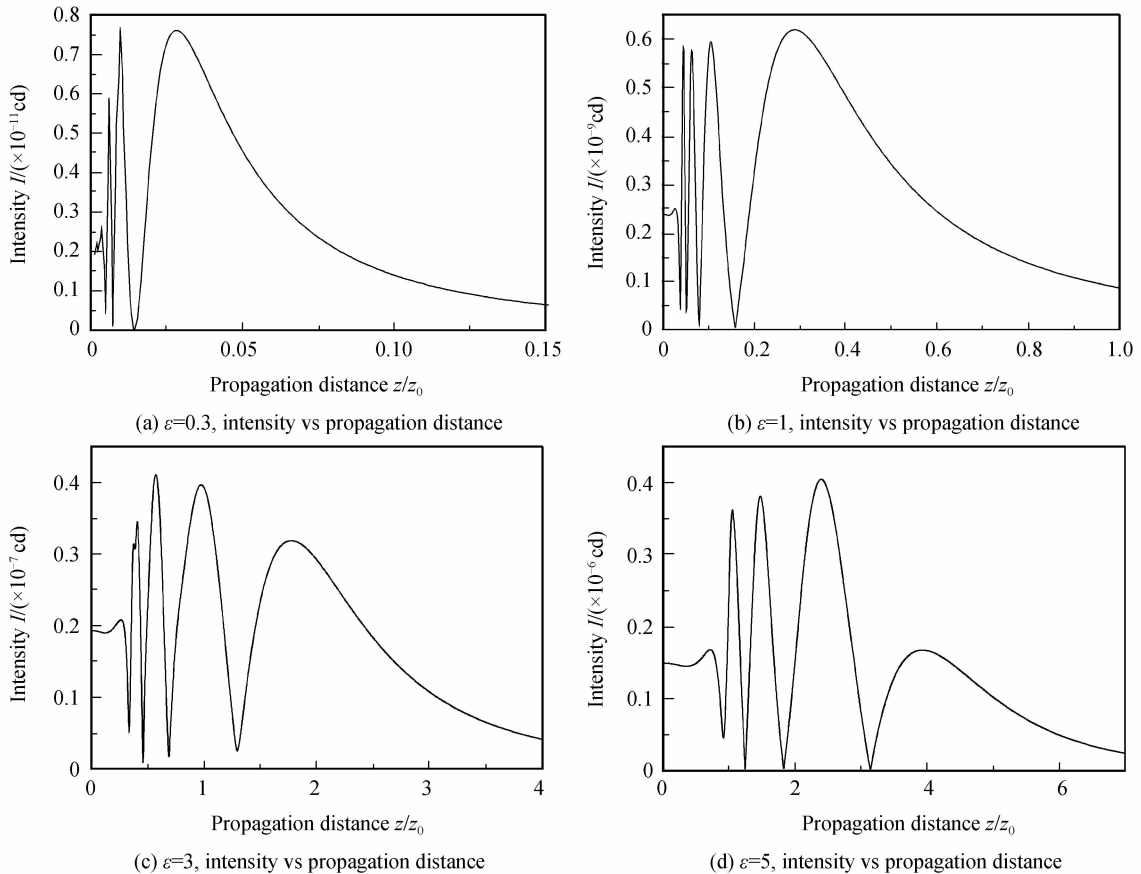 0.8
0.7
0.6
0.5
0.4
0.3
0.2
0.1
0
Intensity I/(×10⁻¹¹cd)
0 0.05 0.10 0.15
Propagation distance z/z₀
(a) ε=0.3, intensity vs propagation distance
0.6
0.5
0.4
0.3
0.2
0.1
0
Intensity I/(×10⁻⁹cd)
0 0.2 0.4 0.6 0.8 1.0
Propagation distance z/z₀
(b) ε=1, intensity vs propagation distance
0.4
0.3
0.2
0.1
0
Intensity I/(×10⁻⁷ cd)
0 1 2 3 4
Propagation distance z/z₀
(c) ε=3, intensity vs propagation distance
0.4
0.3
0.2
0.1
0
Intensity I/(×10⁻⁶ cd)
0 2 4 6
Propagation distance z/z₀
(d) ε=5, intensity vs propagation distance